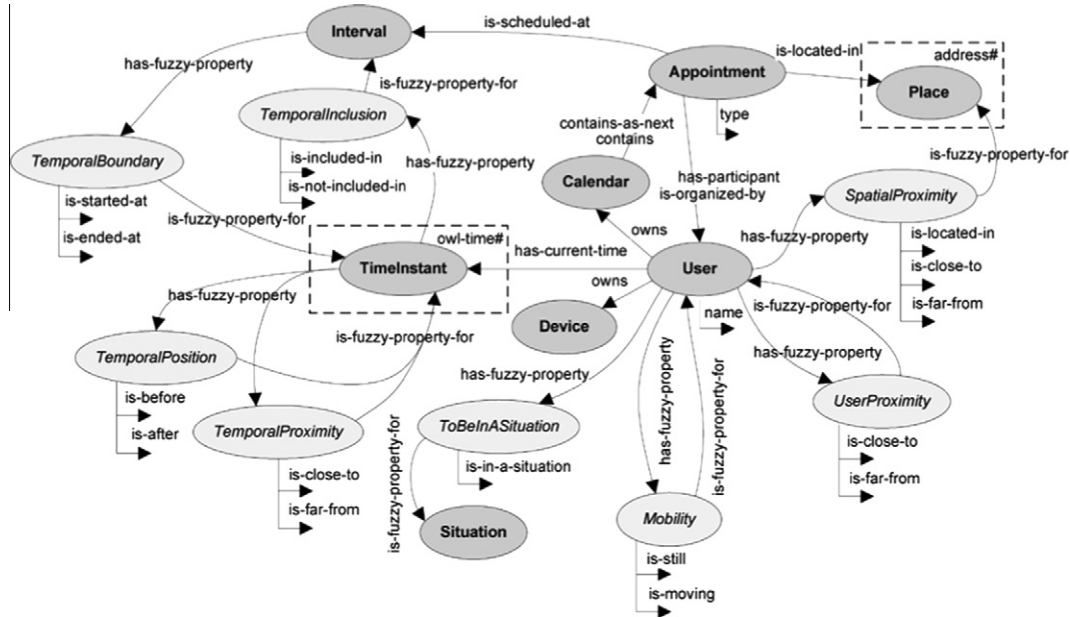 is-scheduled-at
Interval
has-fuzzy-property
is-located-in
address#
Appointment
Place
is-fuzzy-property-for
TemporalInclusion
type
contains-as-next
contains
is-fuzzy-property-for
TemporalBoundary
is-included-in
has-fuzzy-property
is-not-included-in
Calendar
has-participant
is-organized-by
SpatialProximity
is-started-at
is-fuzzy-property-for
is-ended-at
owns
has-fuzzy-property
is-located-in
owl-time#
has-current-time
TimeInstant
User
is-close-to
owns
is-far-from
has-fuzzy-property
name
is-fuzzy-property-for
Device
is-fuzzy-property-for
TemporalPosition
has-fuzzy-property
has-fuzzy-property
is-before
UserProximity
is-after
TemporalProximity
ToBeInASituation
has-fuzzy-property
is-fuzzy-property-for
is-fuzzy-property-for
is-close-to
is-close-to
is-in-a-situation
is-far-from
is-far-from
Situation
Mobility
is-still
is-moving